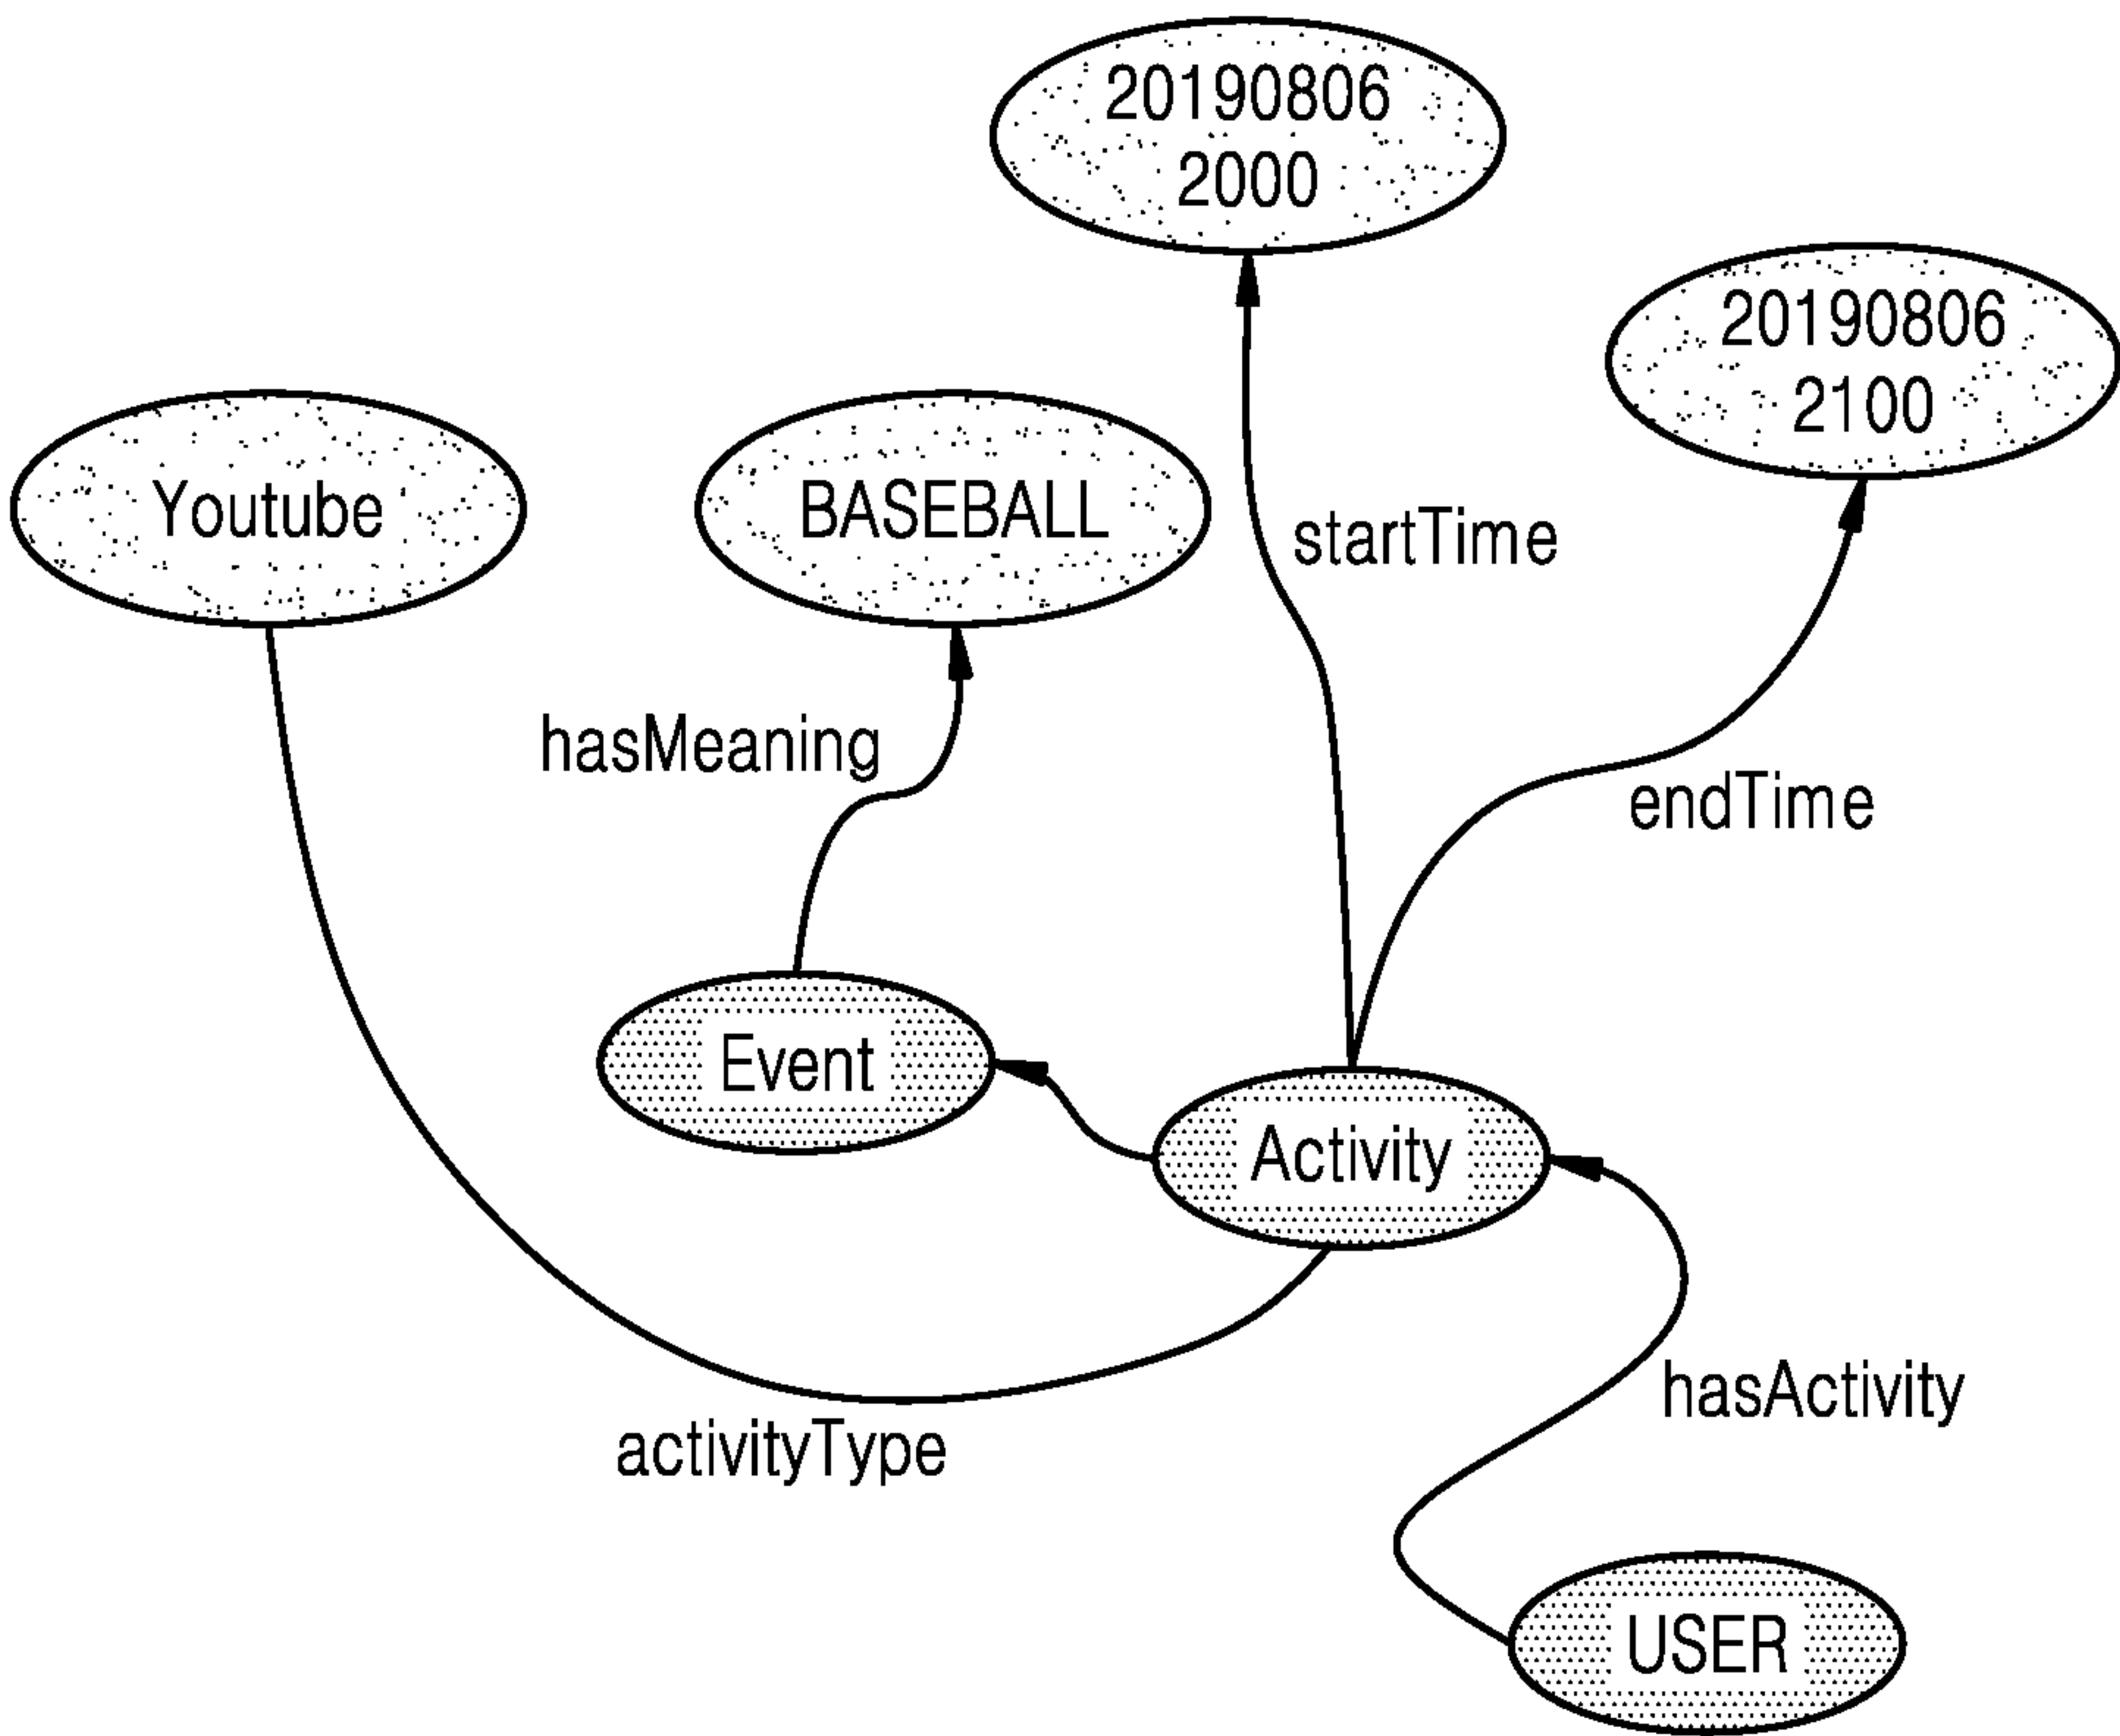 20190806
2000
20190806
2100
Youtube
BASEBALL
startTime
hasMeaning
endTime
Event
Activity
hasActivity
activityType
USER